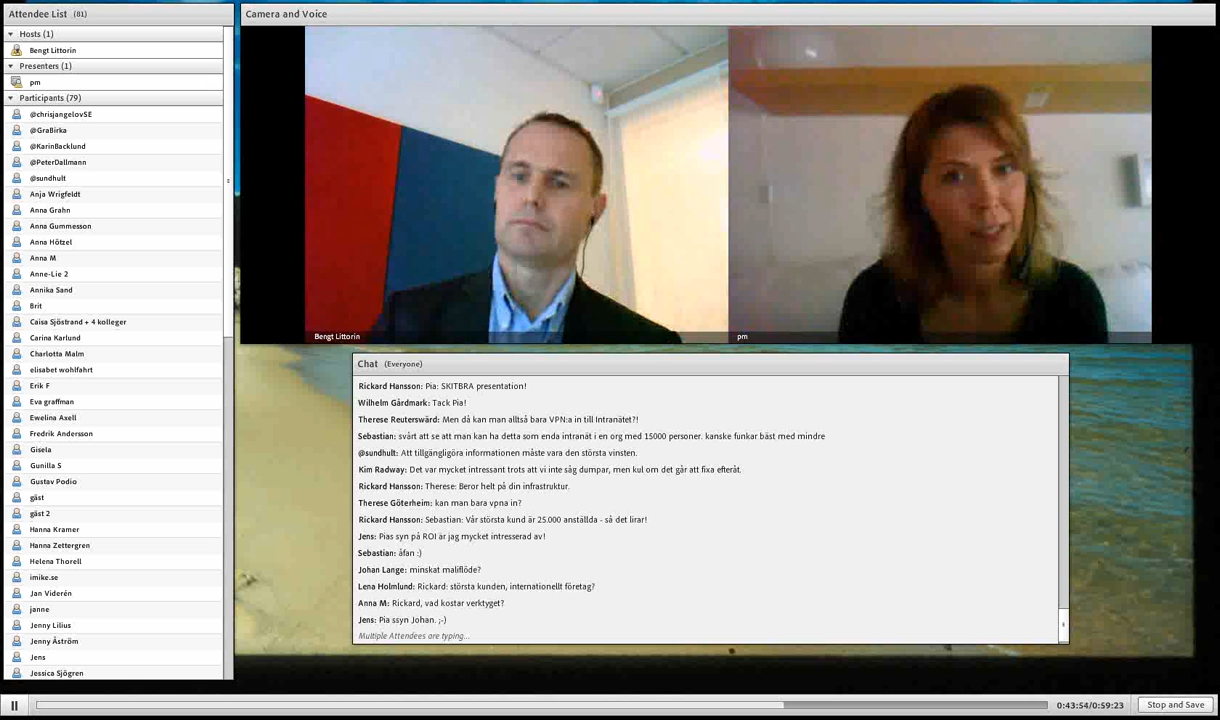 Attendee List (81)
Hosts (1)
Bengt Littorin
Presenters (1)
pm
Participants (79)
@chrisjangelovSE
@GraBirka
@KarinBacklund
@PeterDallmann
@sundhult
Anja Wrigfeldt
Anna Grahn
Anna Gummesson
Anna Hötzel
Anna M
Anne-Lie 2
Annika Sand
Brit
Caisa Sjöstrand + 4 kolleger
Carina Karlund
Charlotta Malm
elisabet wohlfahrt
Erik F
Eva graffman
Ewelina Axell
Fredrik Andersson
Gisela
Gunilla S
Gustav Podio
gäst
gäst 2
Hanna Kramer
Hanna Zettergren
Helena Thorell
imike.se
Jan Viderén
janne
Jenny Lilius
Jenny Åström
Jens
Jessica Sjögren
Camera and Voice
Bengt Littorin
pm
Chat (Everyone)
Rickard Hansson: Pia: SKITBRA presentation!
Wilhelm Gårdmark: Tack Pia!
Therese Reuterswärd: Men då kan man alltså bara VPN:a in till Intranätet?!
Sebastian: svårt att se att man kan ha detta som enda intranät i en org med 15000 personer. kanske funkar bäst med mindre
@sundhult: Att tillgängligöra informationen måste vara den största vinsten.
Kim Radway: Det var mycket intressant trots att vi inte såg dumpar, men kul om det går att fixa efteråt.
Rickard Hansson: Therese: Beror helt på din infrastruktur.
Therese Göterheim: kan man bara vpna in?
Rickard Hansson: Sebastian: Vår största kund är 25.000 anställda - så det lirar!
Jens: Pias syn på ROI är jag mycket intresserad av!
Sebastian: åfan :)
Johan Lange: minskat maliflöde?
Lena Holmlund: Rickard: största kunden, internationellt företag?
Anna M: Rickard, vad kostar verktyget?
Jens: Pia ssyn Johan. ;-)
Multiple Attendees are typing...
0:43:54/0:59:23
Stop and Save